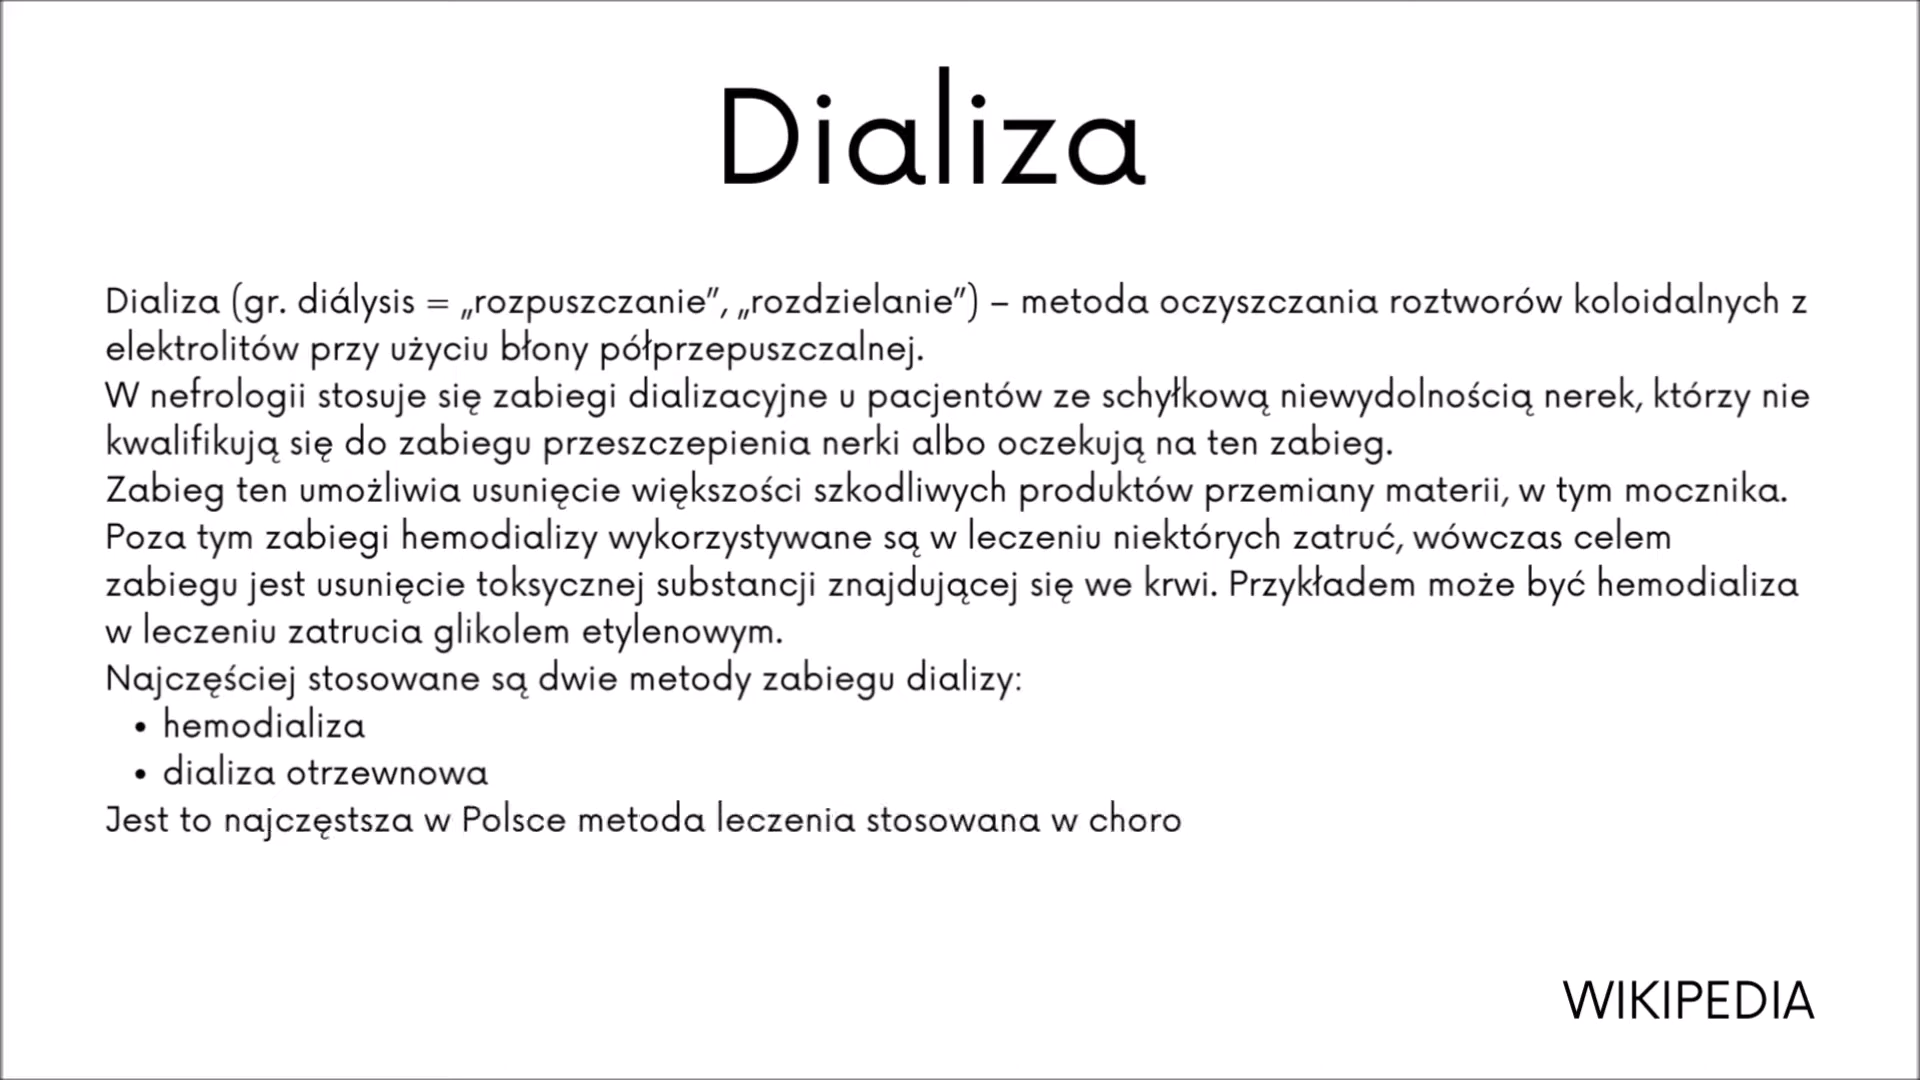 Dializa
Dializa (gr. diálysis = „rozpuszczanie”, „rozdzielanie”) – metoda oczyszczania roztworów koloidalnych z
elektrolitów przy użyciu błony półprzepuszczalnej.
W nefrologii stosuje się zabiegi dializacyjne u pacjentów ze schyłkową niewydolnością nerek, którzy nie
kwalifikują się do zabiegu przeszczepienia nerki albo oczekują na ten zabieg.
Zabieg ten umożliwia usunięcie większości szkodliwych produktów przemiany materii, w tym mocznika.
Poza tym zabiegi hemodializy wykorzystywane są w leczeniu niektórych zatruć, wówczas celem
zabiegu jest usunięcie toksycznej substancji znajdującej się we krwi. Przykładem może być hemodializa
w leczeniu zatrucia glikolem etylenowym.
Najczęściej stosowane są dwie metody zabiegu dializy:
• hemodializa
• dializa otrzewnowa
Jest to najczęstsza w Polsce metoda leczenia stosowana w choro
WIKIPEDIA